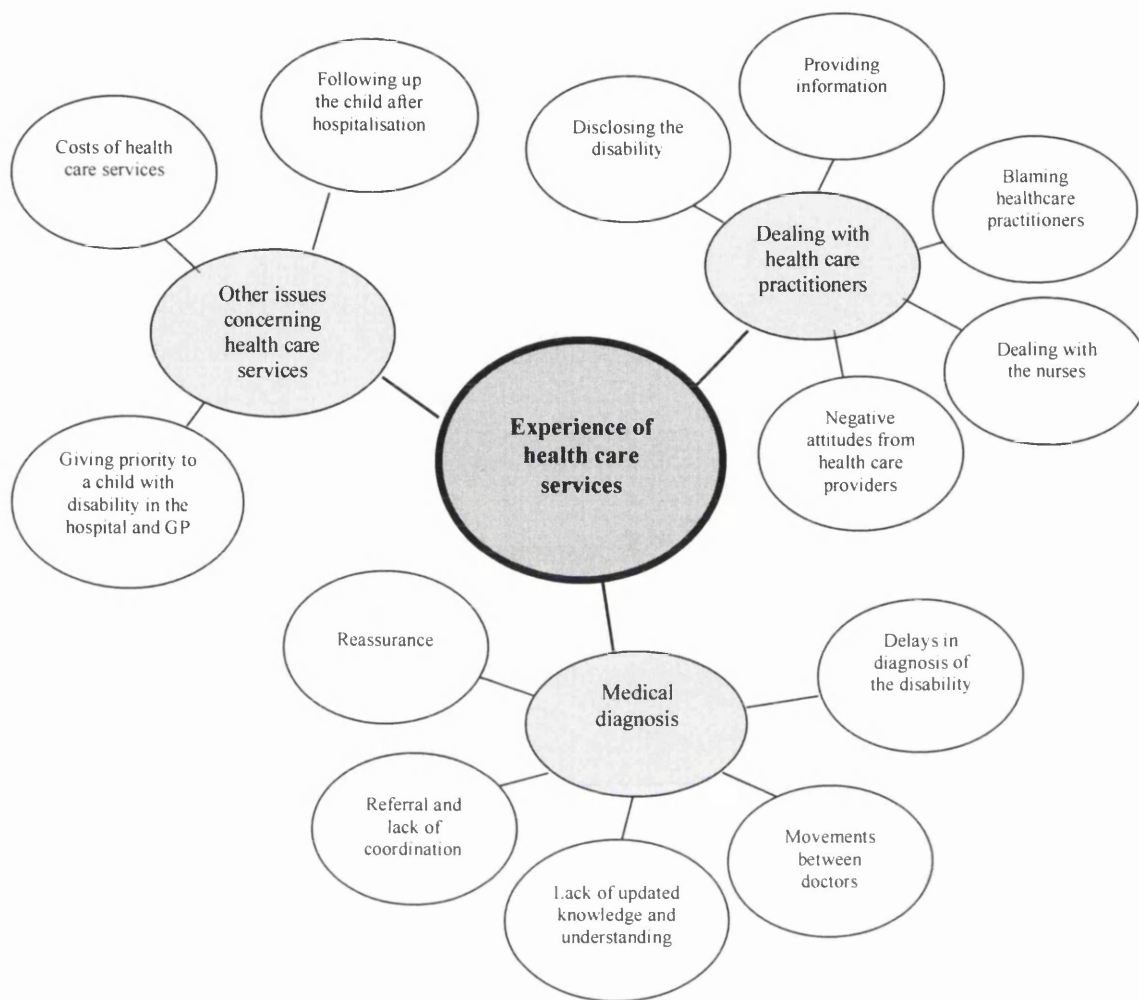 Following up
the child after
hospitalisation
Costs of health
care services
Other issues
concerning
health care
services
Giving priority to
a child with
disability in the
hospital and GP
Providing
information
Disclosing the
disability
Blaming
healthcare
practitioners
Dealing with
health care
practitioners
Dealing with
the nurses
Negative
attitudes from
health care
providers
Experience of
health care
services
Reassurance
Medical
diagnosis
Delays in
diagnosis of
the disability
Referral and
lack of
coordination
Lack of updated
knowledge and
understanding
Movements
between
doctors